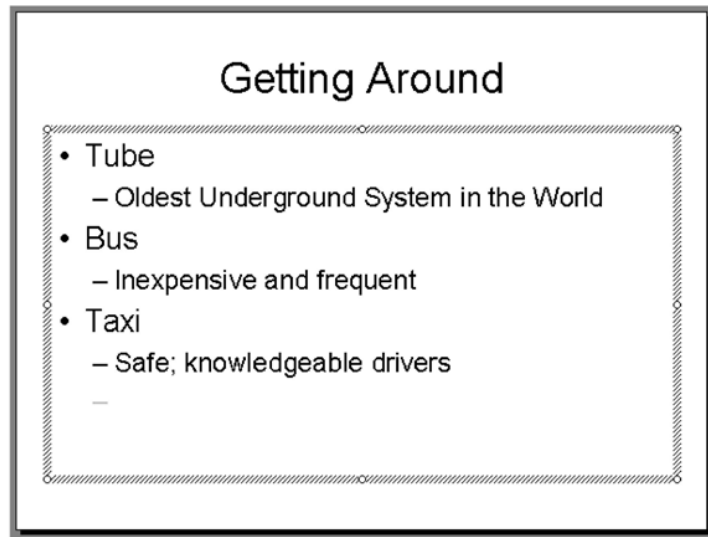 Getting Around
• Tube
– Oldest Underground System in the World
• Bus
– Inexpensive and frequent
• Taxi
– Safe; knowledgeable drivers
–